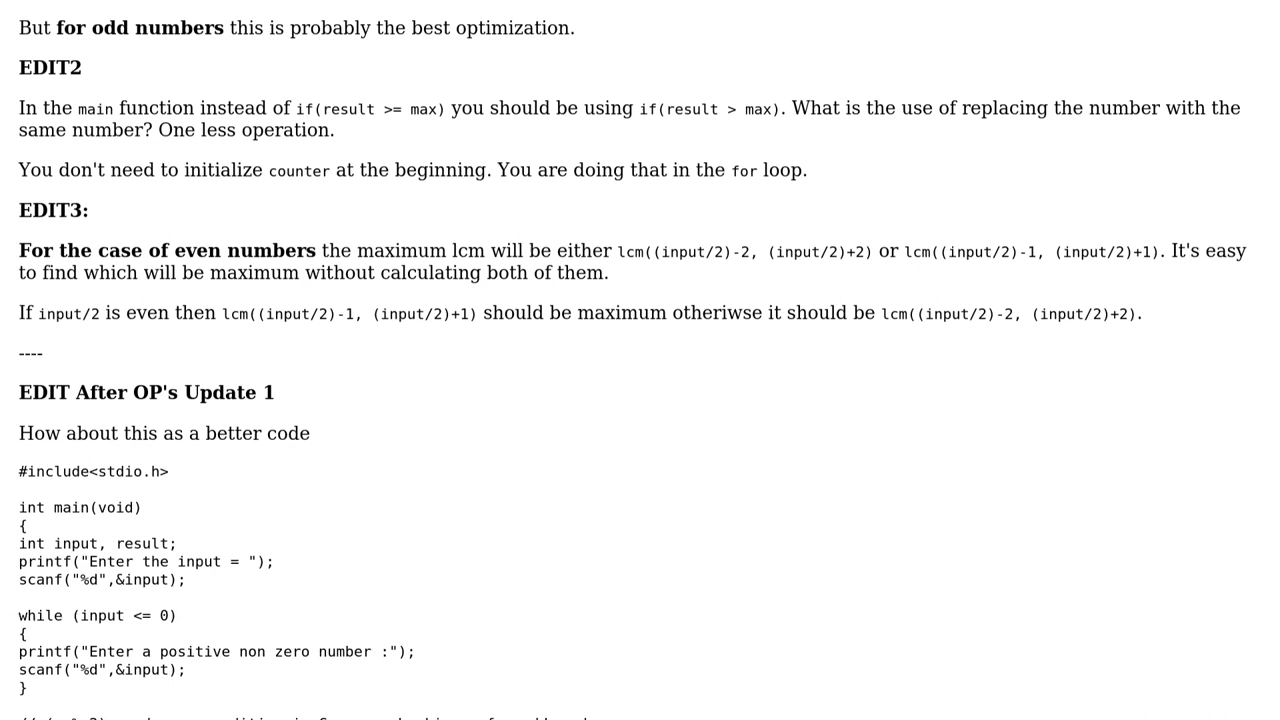 But for odd numbers this is probably the best optimization.
EDIT2
In the main function instead of if(result >= max) you should be using if(result > max). What is the use of replacing the number with the
same number? One less operation.
You don't need to initialize counter at the beginning. You are doing that in the for loop.
EDIT3:
For the case of even numbers the maximum lcm will be either lcm((input/2)-2, (input/2)+2) or lcm((input/2)-1, (input/2)+1). It's easy
to find which will be maximum without calculating both of them.
If input/2 is even then lcm((input/2)-1, (input/2)+1) should be maximum otheriwse it should be lcm((input/2)-2, (input/2)+2).
----
EDIT After OP's Update 1
How about this as a better code
#include<stdio.h>
int main(void)
{
int input, result;
printf("Enter the input = ");
scanf("%d",&input);
while (input <= 0)
{
printf("Enter a positive non zero number :");
scanf("%d",&input);
}